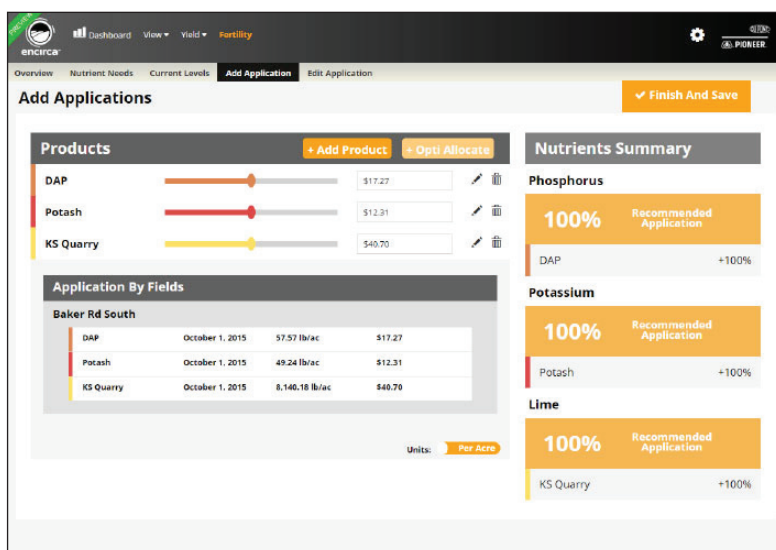 PREVIEW
encirca
Dashboard View Yield Fertility
PIONEER
Overview Nutrient Needs Current Levels Add Application Edit Application
Add Applications
Finish And Save
Products
+ Add Product
+ Opti Allocate
DAP $17.27
Potash $12.31
KS Quarry $40.70
Application By Fields
Baker Rd South
DAP October 1, 2015 57.57 lb/ac $17.27
Potash October 1, 2015 49.24 lb/ac $12.31
KS Quarry October 1, 2015 8,140.18 lb/ac $40.70
Units: Per Acre
Nutrients Summary
Phosphorus
100% Recommended
Application
DAP +100%
Potassium
100% Recommended
Application
Potash +100%
Lime
100% Recommended
Application
KS Quarry +100%